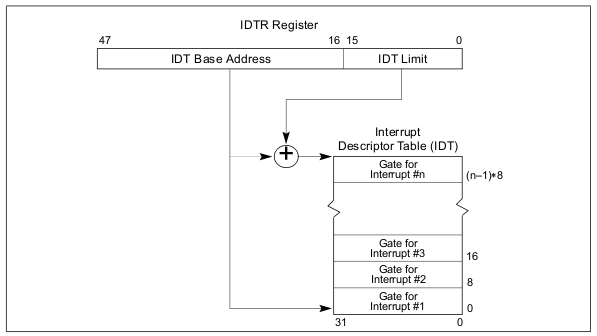 IDTR Register
47 16 15 0
IDT Base Address IDT Limit
+
Interrupt
Descriptor Table (IDT)
Gate for
Interrupt #n
(n–1)∗8
Gate for
Interrupt #3
16
Gate for
Interrupt #2
8
Gate for
Interrupt #1
0
31 0